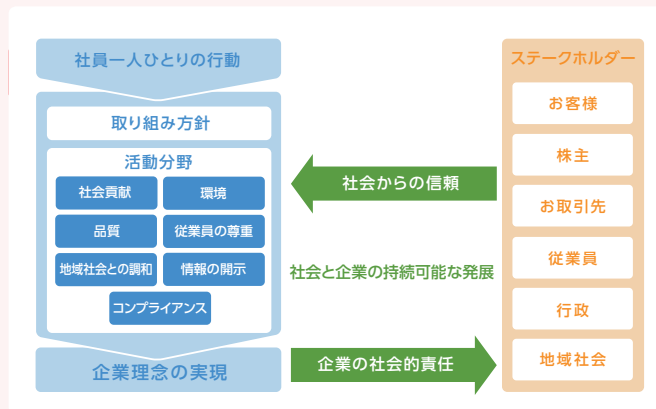 社員一人ひとりの行動
取り組み方針
活動分野
社会貢献
環境
品質
従業員の尊重
地域社会との調和
情報の開示
コンプライアンス
企業理念の実現
社会からの信頼
社会と企業の持続可能な発展
企業の社会的責任
ステークホルダー
お客様
株主
お取引先
従業員
行政
地域社会